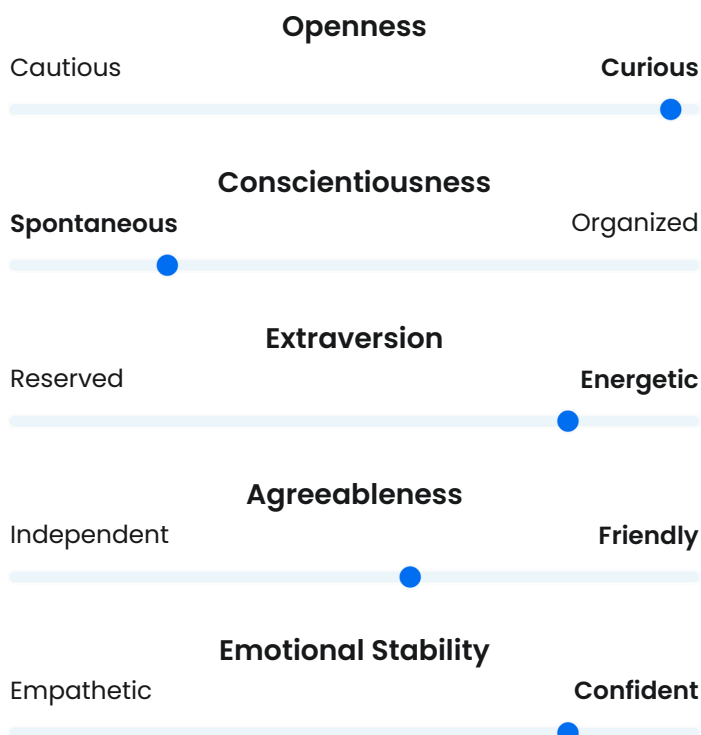 Openness
Cautious Curious
Conscientiousness
Spontaneous Organized
Extraversion
Reserved Energetic
Agreeableness
Independent Friendly
Emotional Stability
Empathetic Confident